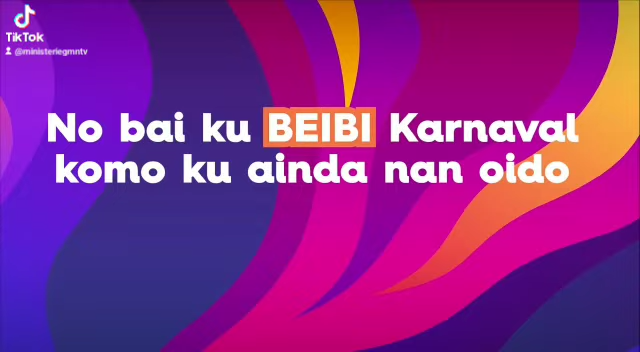 TikTok
@ministeriegmntv
No bai ku BEIBI Karnaval
komo ku ainda nan oido